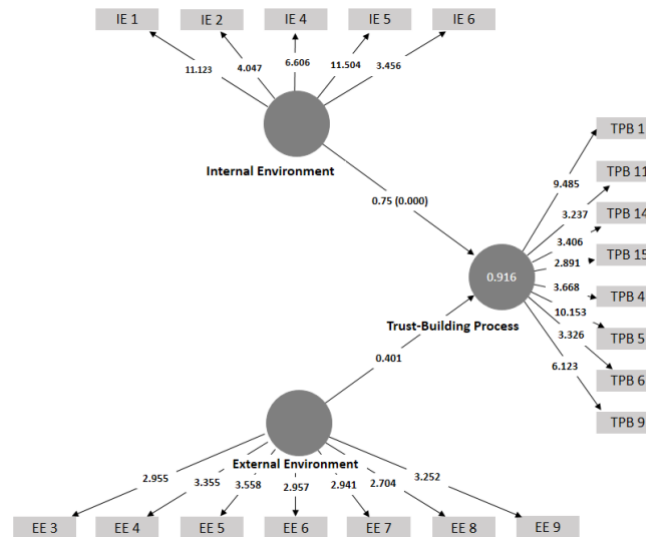 IE 1 IE 2 IE 4 IE 5 IE 6
11.123 4.047 6.606 11.504 3.456
Internal Environment
TPB 1
TPB 11
TPB 14
TPB 15
TPB 4
TPB 5
TPB 6
TPB 9
9.485
3.237
3.406
2.891
3.668
10.153
3.326
6.123
0.75 (0.000)
0.916
Trust-Building Process
0.401
External Environment
2.955 3.355 3.558 2.957 2.941 2.704 3.252
EE 3 EE 4 EE 5 EE 6 EE 7 EE 8 EE 9